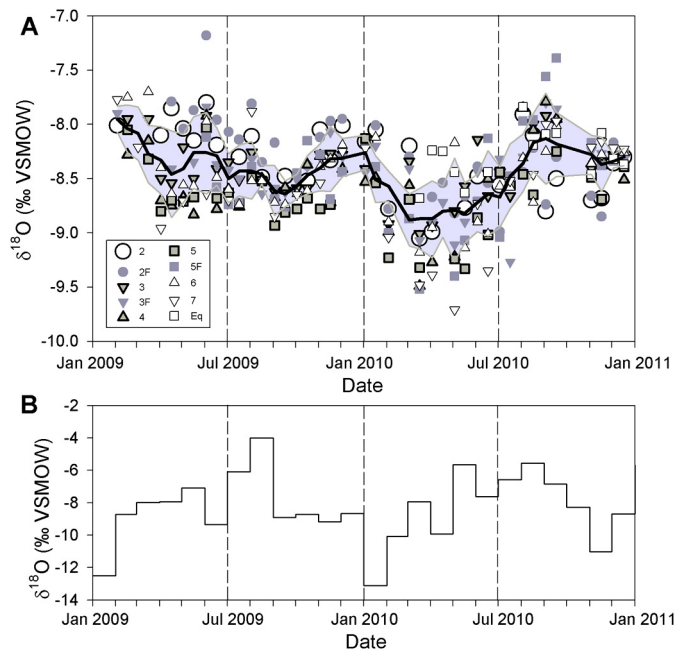 A
-7.0
-7.5
-8.0
-8.5
-9.0
-9.5
-10.0
δ18O (‰ VSMOW)
2 5
2F 5F
3 6
3F 7
4 Eq
Jan 2009 Jul 2009 Jan 2010 Jul 2010 Jan 2011
Date
B
-2
-4
-6
-8
-10
-12
-14
δ18O (‰ VSMOW)
Jan 2009 Jul 2009 Jan 2010 Jul 2010 Jan 2011
Date